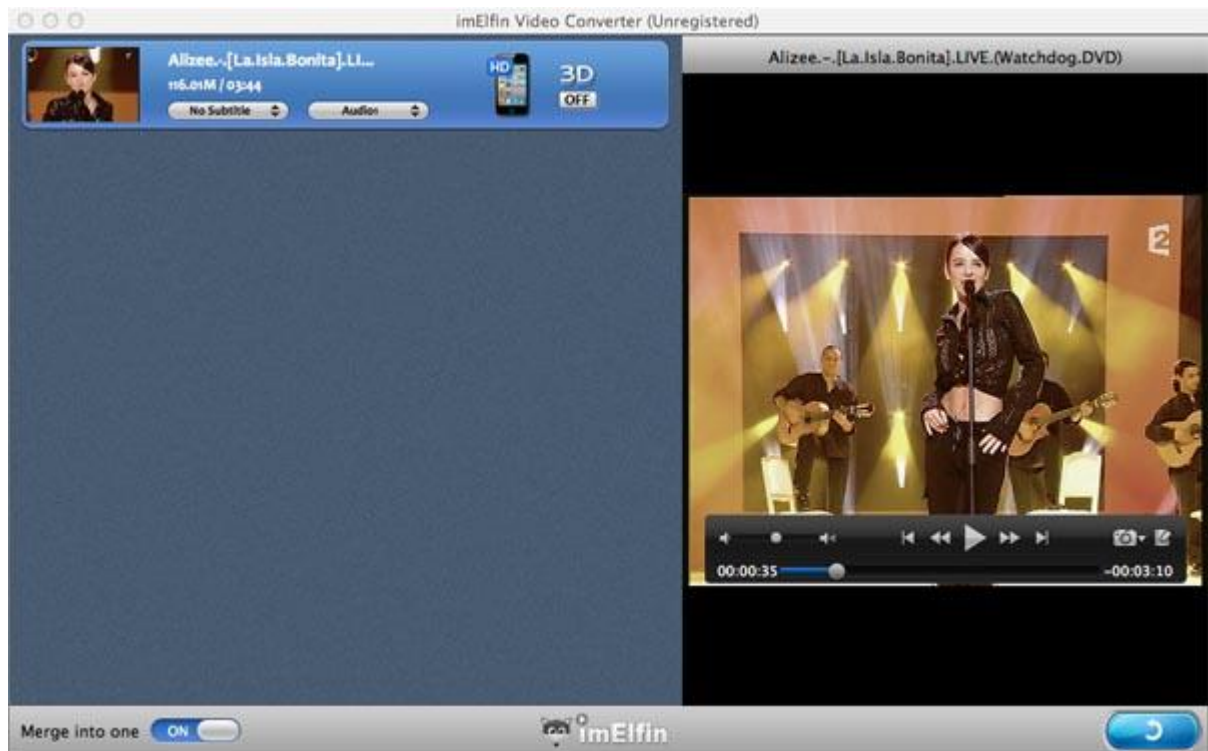 imElfin Video Converter (Unregistered)
Alizee.-.[La.Isla.Bonita].LI...
116.01M / 03:44
No Subtitle
Audio1
HD
3D
OFF
Alizee.-.[La.Isla.Bonita].LIVE.(Watchdog.DVD)
2
00:00:35
-00:03:10
Merge into one
ON
imElfin